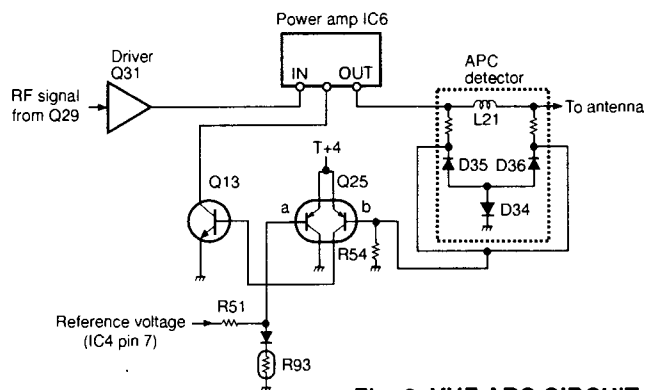 Power amp IC6
Driver
Q31
IN
OUT
APC
detector
RF signal
from Q29
L21
To antenna
T+4
D35
D36
Q13
Q25
a
b
D34
R54
R51
Reference voltage
(IC4 pin 7)
R93